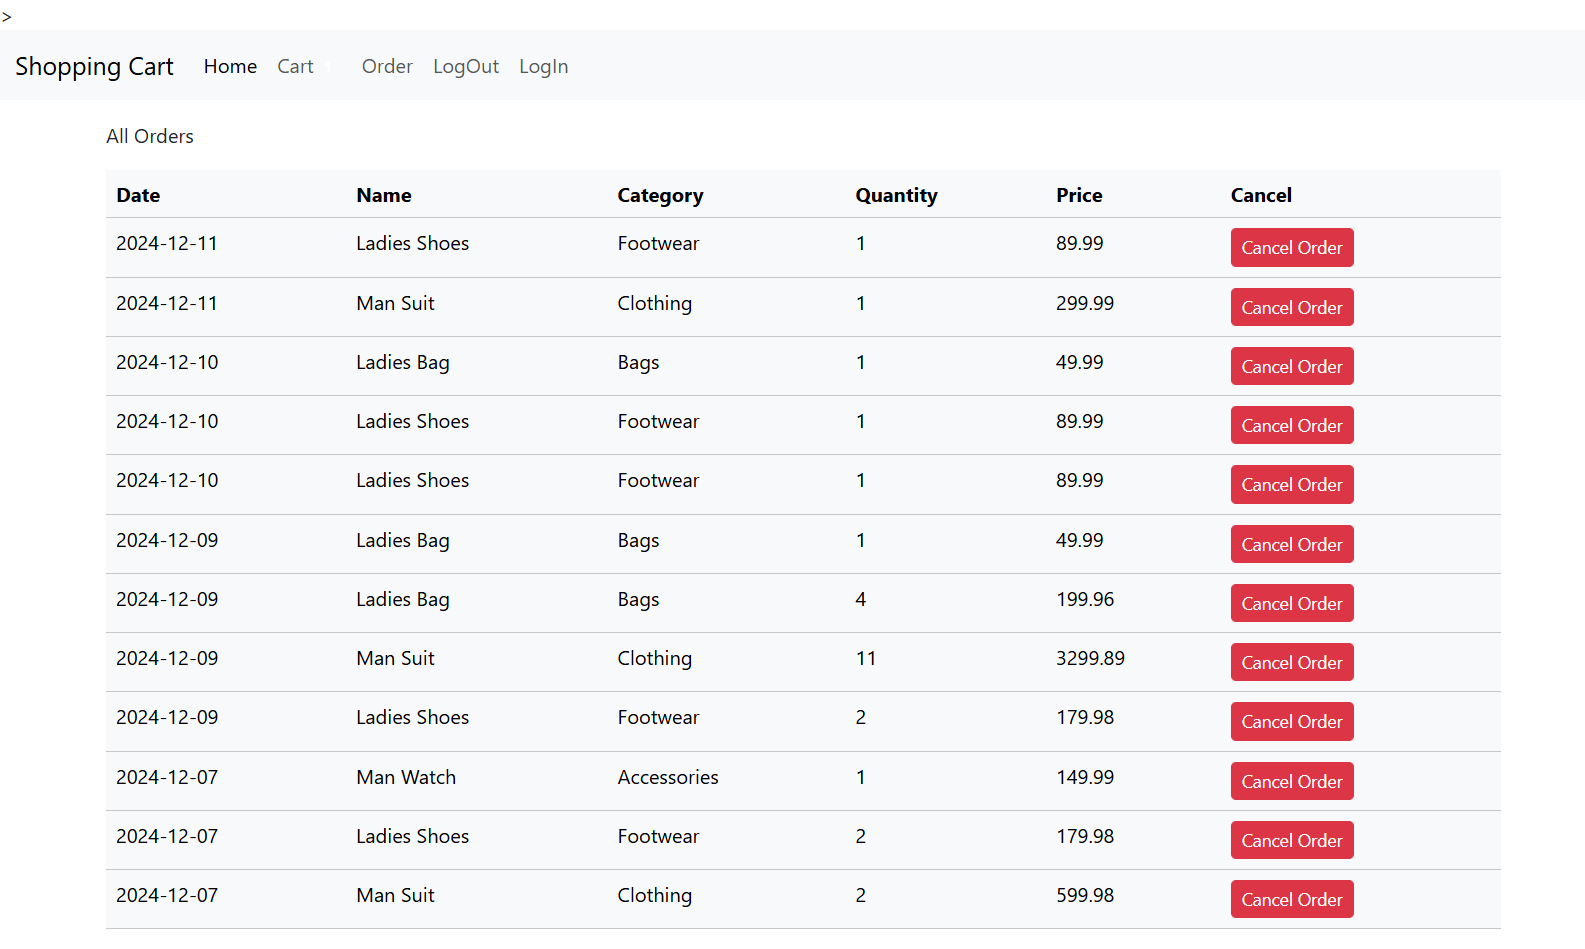 >
Shopping Cart Home Cart Order LogOut LogIn
All Orders
Date Name Category Quantity Price Cancel
2024-12-11 Ladies Shoes Footwear 1 89.99 Cancel Order
2024-12-11 Man Suit Clothing 1 299.99 Cancel Order
2024-12-10 Ladies Bag Bags 1 49.99 Cancel Order
2024-12-10 Ladies Shoes Footwear 1 89.99 Cancel Order
2024-12-10 Ladies Shoes Footwear 1 89.99 Cancel Order
2024-12-09 Ladies Bag Bags 1 49.99 Cancel Order
2024-12-09 Ladies Bag Bags 4 199.96 Cancel Order
2024-12-09 Man Suit Clothing 11 3299.89 Cancel Order
2024-12-09 Ladies Shoes Footwear 2 179.98 Cancel Order
2024-12-07 Man Watch Accessories 1 149.99 Cancel Order
2024-12-07 Ladies Shoes Footwear 2 179.98 Cancel Order
2024-12-07 Man Suit Clothing 2 599.98 Cancel Order